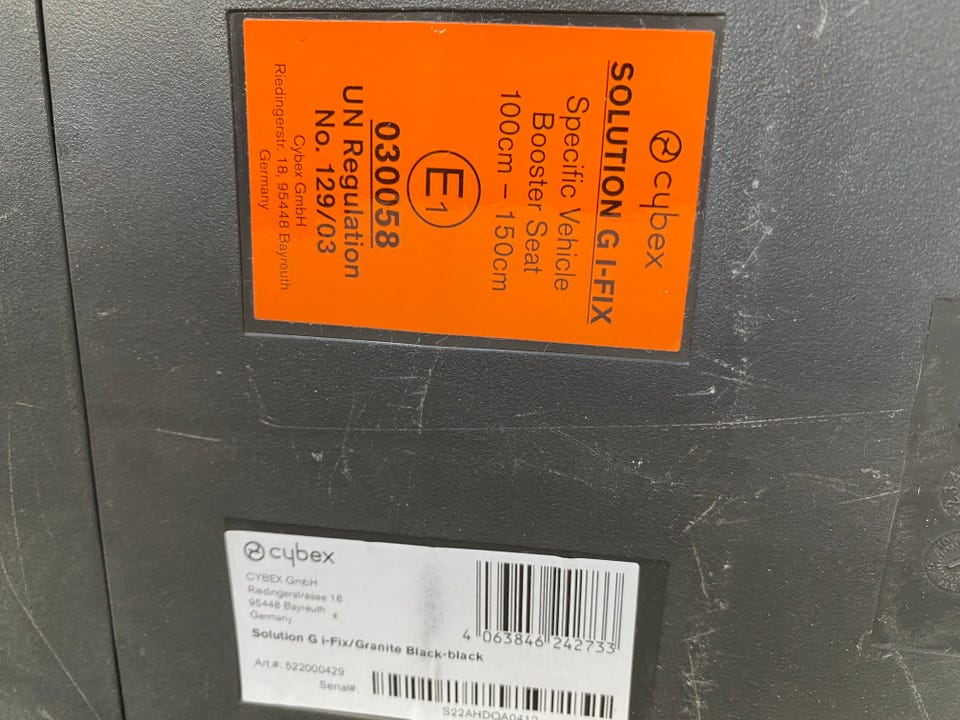 cybex
SOLUTION G I-FIX
Specific Vehicle
Booster Seat
100cm – 150cm
E1
030058
UN Regulation
No. 129/03
Cybex GmbH
Riedingerstr. 18, 95448 Bayreuth
Germany
cybex
CYBEX GmbH
Riedingerstrasse 18
95448 Bayreuth
Germany
Solution G i-Fix/Granite Black-black
Art.#: 522000429
Serial#:
4 063846 242733
S22AHDQA0412